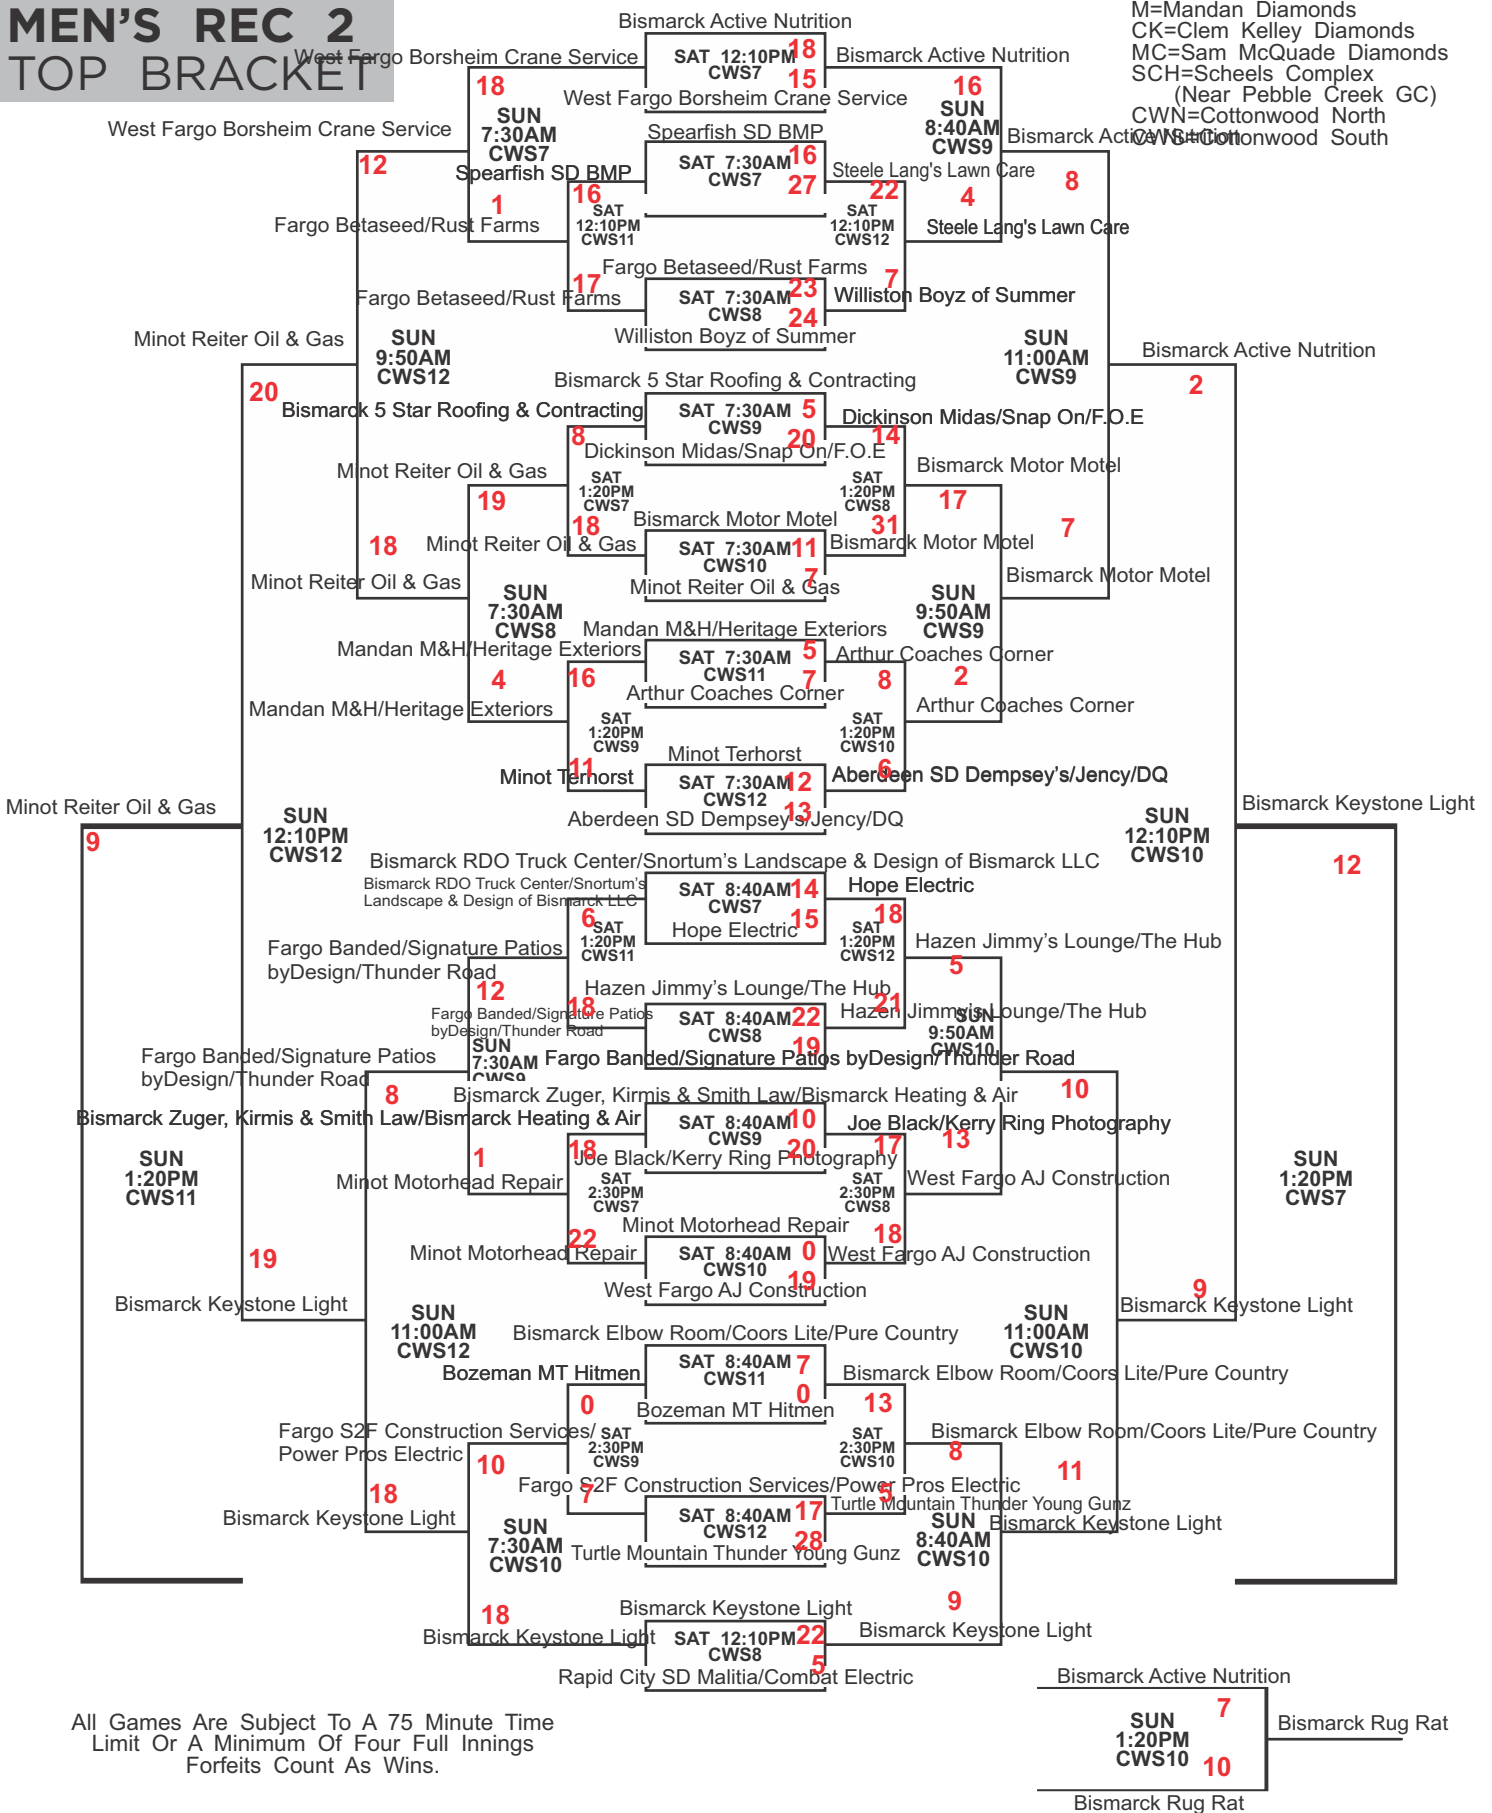 MEN'S REC 2
TOP BRACKET
M=Mandan Diamonds
CK=Clem Kelley Diamonds
MC=Sam McQuade Diamonds
SCH=Scheels Complex
(Near Pebble Creek GC)
CWN=Cottonwood North
CWS=Cottonwood South
Bismarck Active Nutrition
West Fargo Borsheim Crane Service
SAT 12:10PM 18
CWS7
15
Bismarck Active Nutrition
West Fargo Borsheim Crane Service
18
SUN
7:30AM
CWS7
16
SUN
8:40AM
CWS9
West Fargo Borsheim Crane Service
Spearfish SD BMP
Bismarck Active Nutrition
12
Spearfish SD BMP
SAT 7:30AM 16
CWS7
27
Steele Lang's Lawn Care
8
1
16
SAT
12:10PM
CWS11
22
SAT
12:10PM
CWS12
4
Fargo Betaseed/Rust Farms
Steele Lang's Lawn Care
17
Fargo Betaseed/Rust Farms
7
Fargo Betaseed/Rust Farms
SAT 7:30AM 23
CWS8
24
Williston Boyz of Summer
Williston Boyz of Summer
Minot Reiter Oil & Gas
SUN
9:50AM
CWS12
SUN
11:00AM
CWS9
Bismarck Active Nutrition
20
2
Bismarck 5 Star Roofing & Contracting
Bismarck 5 Star Roofing & Contracting
SAT 7:30AM 5
CWS9
20
Dickinson Midas/Snap On/F.O.E
Dickinson Midas/Snap On/F.O.E
8
SAT
1:20PM
CWS7
14
SAT
1:20PM
CWS8
Minot Reiter Oil & Gas
Bismarck Motor Motel
19
17
18
31
Bismarck Motor Motel
18
Minot Reiter Oil & Gas
SAT 7:30AM 11
CWS10
7
Bismarck Motor Motel
7
Minot Reiter Oil & Gas
Minot Reiter Oil & Gas
Bismarck Motor Motel
SUN
7:30AM
CWS8
SUN
9:50AM
CWS9
Mandan M&H/Heritage Exteriors
Mandan M&H/Heritage Exteriors
SAT 7:30AM 5
CWS11
7
Arthur Coaches Corner
Arthur Coaches Corner
4
16
SAT
1:20PM
CWS9
8
SAT
1:20PM
CWS10
2
Mandan M&H/Heritage Exteriors
Arthur Coaches Corner
Minot Terhorst
11
6
Minot Terhorst
SAT 7:30AM 12
CWS12
13
Aberdeen SD Dempsey's/Jency/DQ
Aberdeen SD Dempsey's/Jency/DQ
Minot Reiter Oil & Gas
9
SUN
12:10PM
CWS12
SUN
12:10PM
CWS10
Bismarck Keystone Light
12
Bismarck RDO Truck Center/Snortum's Landscape & Design of Bismarck LLC
Bismarck RDO Truck Center/Snortum's
Landscape & Design of Bismarck LLC
SAT 8:40AM 14
CWS7
15
Hope Electric
Hope Electric
6
SAT
1:20PM
CWS11
18
SAT
1:20PM
CWS12
Fargo Banded/Signature Patios
byDesign/Thunder Road
Hazen Jimmy's Lounge/The Hub
12
5
Hazen Jimmy's Lounge/The Hub
18
21
Fargo Banded/Signature Patios
byDesign/Thunder Road
SAT 8:40AM 22
CWS8
19
Hazen Jimmy's Lounge/The Hub
SUN
7:30AM
CWS9
SUN
9:50AM
CWS10
Fargo Banded/Signature Patios byDesign/Thunder Road
Fargo Banded/Signature Patios
byDesign/Thunder Road
8
10
Bismarck Zuger, Kirmis & Smith Law/Bismarck Heating & Air
Bismarck Zuger, Kirmis & Smith Law/Bismarck Heating & Air
SAT 8:40AM 10
CWS9
20
Joe Black/Kerry Ring Photography
Joe Black/Kerry Ring Photography
1
18
SAT
2:30PM
CWS7
17
SAT
2:30PM
CWS8
13
Minot Motorhead Repair
West Fargo AJ Construction
SUN
1:20PM
CWS11
SUN
1:20PM
CWS7
Minot Motorhead Repair
22
18
Minot Motorhead Repair
SAT 8:40AM 0
CWS10
19
West Fargo AJ Construction
West Fargo AJ Construction
19
9
Bismarck Keystone Light
Bismarck Keystone Light
SUN
11:00AM
CWS12
SUN
11:00AM
CWS10
Bismarck Elbow Room/Coors Lite/Pure Country
Bozeman MT Hitmen
SAT 8:40AM 7
CWS11
0
Bismarck Elbow Room/Coors Lite/Pure Country
Bozeman MT Hitmen
0
SAT
2:30PM
CWS9
13
SAT
2:30PM
CWS10
Fargo S2F Construction Services/
Power Pros Electric
Bismarck Elbow Room/Coors Lite/Pure Country
10
8
11
Fargo S2F Construction Services/Power Pros Electric
18
7
5
SAT 8:40AM 17
CWS12
28
Turtle Mountain Thunder Young Gunz
Bismarck Keystone Light
Bismarck Keystone Light
SUN
7:30AM
CWS10
SUN
8:40AM
CWS10
Turtle Mountain Thunder Young Gunz
18
9
Bismarck Keystone Light
Bismarck Keystone Light
SAT 12:10PM 22
CWS8
5
Bismarck Keystone Light
Rapid City SD Malitia/Combat Electric
Bismarck Active Nutrition
7
SUN
1:20PM
CWS10
10
Bismarck Rug Rat
Bismarck Rug Rat
All Games Are Subject To A 75 Minute Time
Limit Or A Minimum Of Four Full Innings
Forfeits Count As Wins.